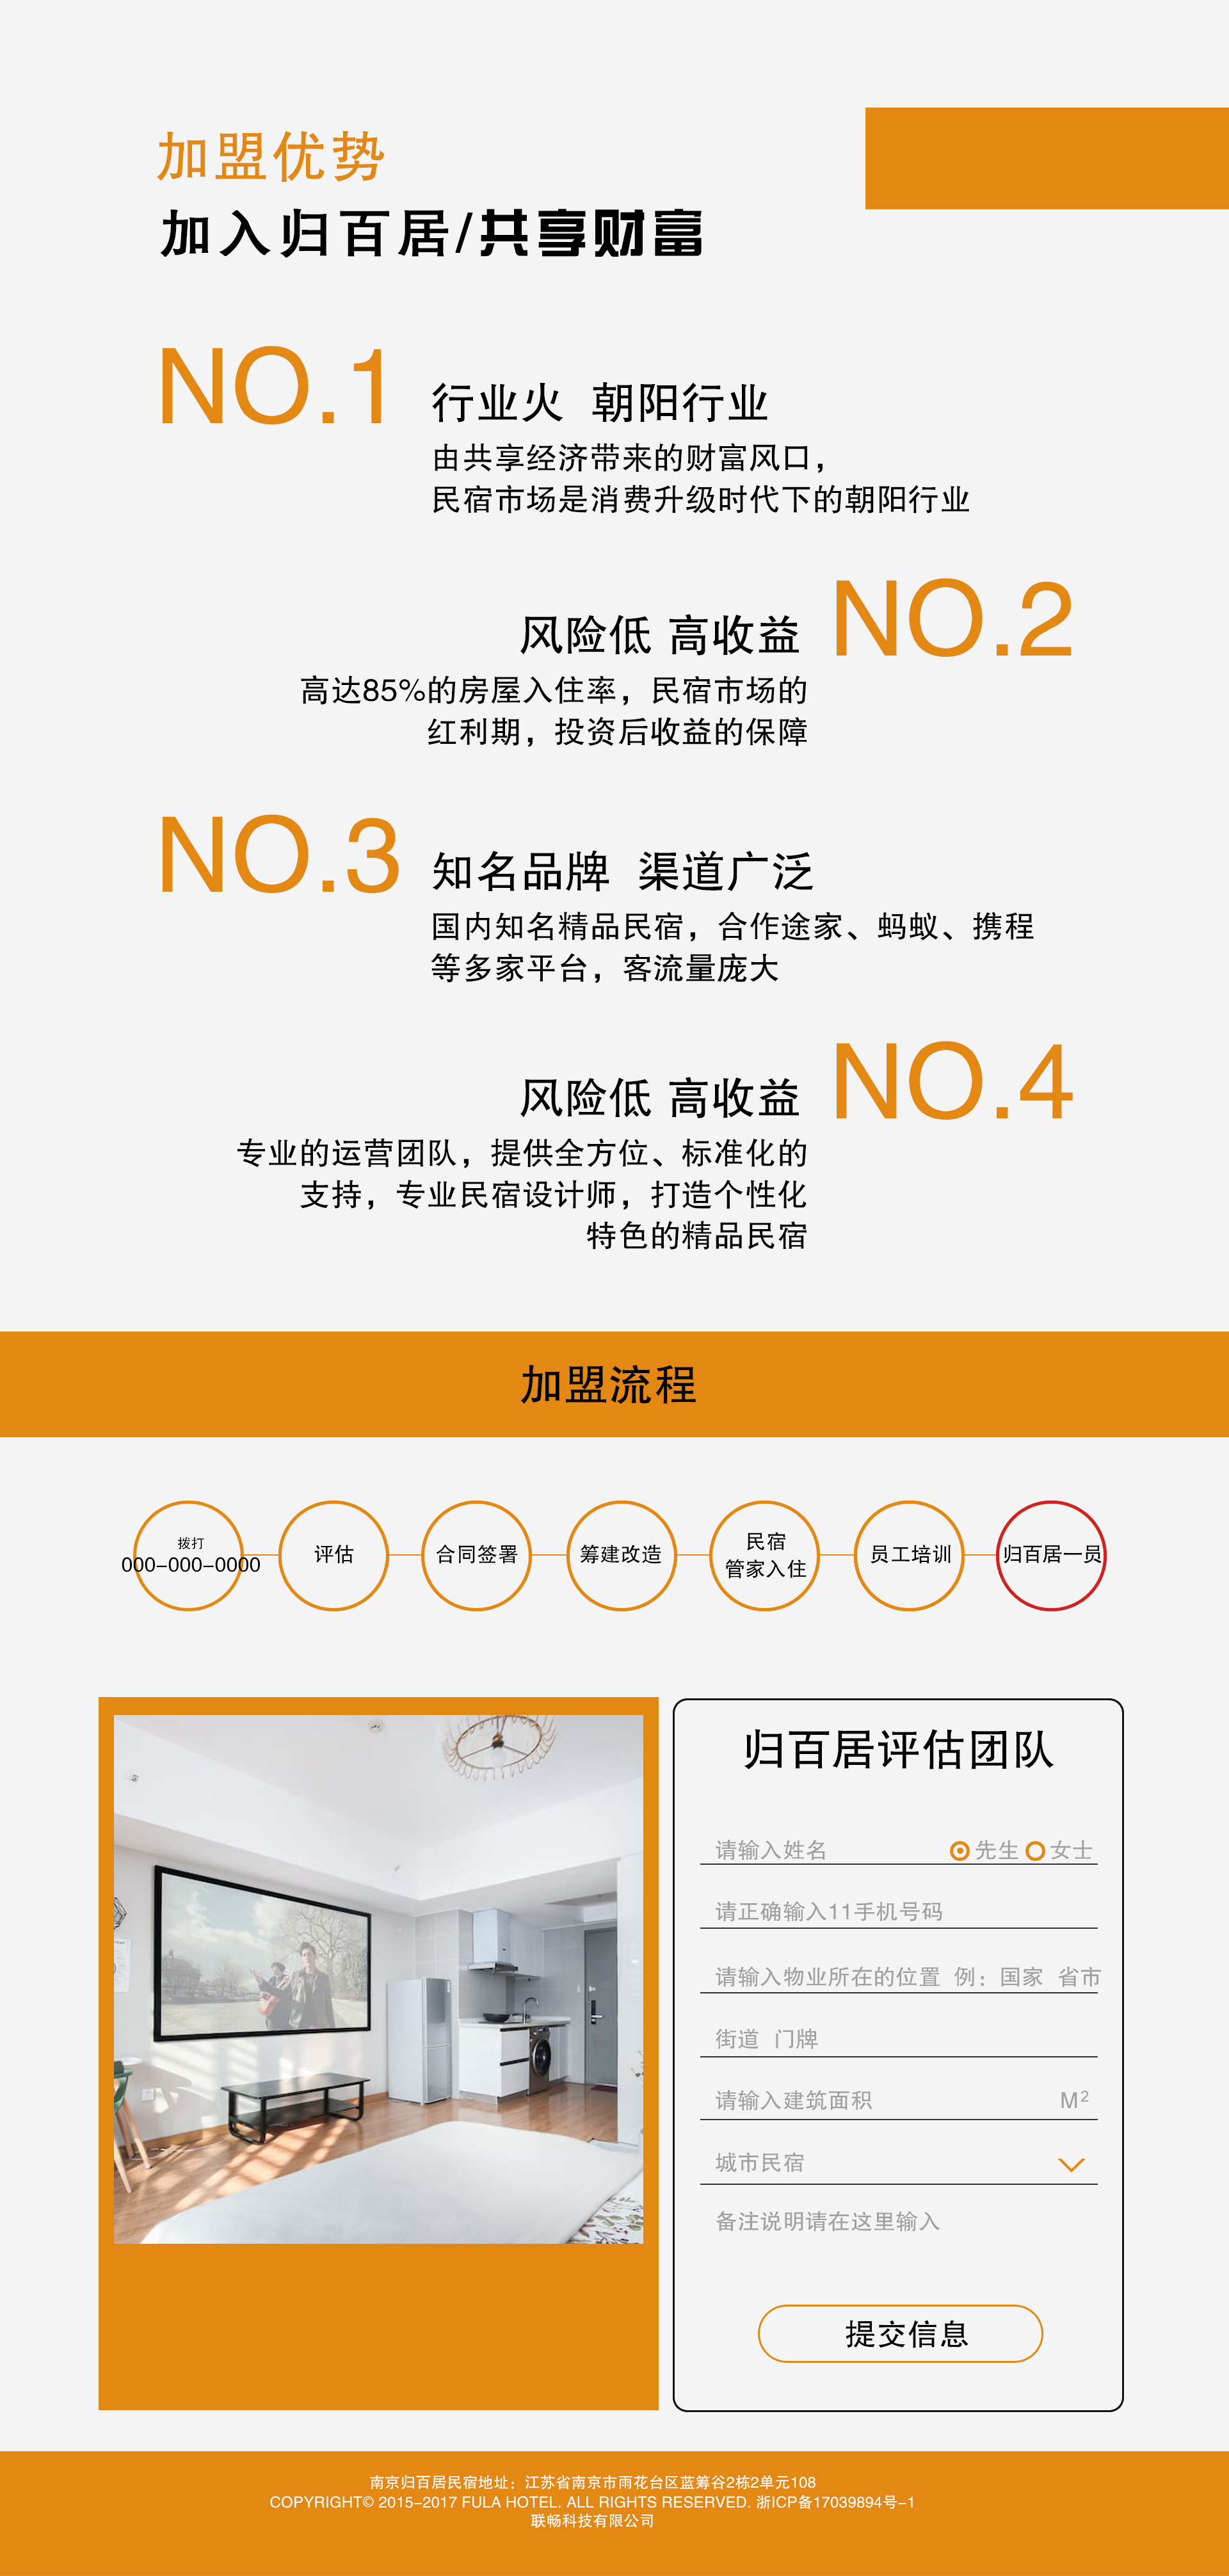 加盟优势
加入归百居/共享财富
NO.1
行业火 朝阳行业
由共享经济带来的财富风口，
民宿市场是消费升级时代下的朝阳行业
风险低 高收益
NO.2
高达85%的房屋入住率，民宿市场的
红利期，投资后收益的保障
NO.3
知名品牌 渠道广泛
国内知名精品民宿，合作途家、蚂蚁、携程
等多家平台，客流量庞大
风险低 高收益
NO.4
专业的运营团队，提供全方位、标准化的
支持，专业民宿设计师，打造个性化
特色的精品民宿
加盟流程
拨打
000-000-0000
评估
合同签署
筹建改造
民宿
管家入住
员工培训
归百居一员
归百居评估团队
请输入姓名 先生 女士
请正确输入11手机号码
请输入物业所在的位置 例：国家 省市
街道 门牌
请输入建筑面积 M²
城市民宿
备注说明请在这里输入
提交信息
南京归百居民宿地址：江苏省南京市雨花台区蓝筹谷2栋2单元108
COPYRIGHT© 2015-2017 FULA HOTEL. ALL RIGHTS RESERVED. 浙ICP备17039894号-1
联畅科技有限公司